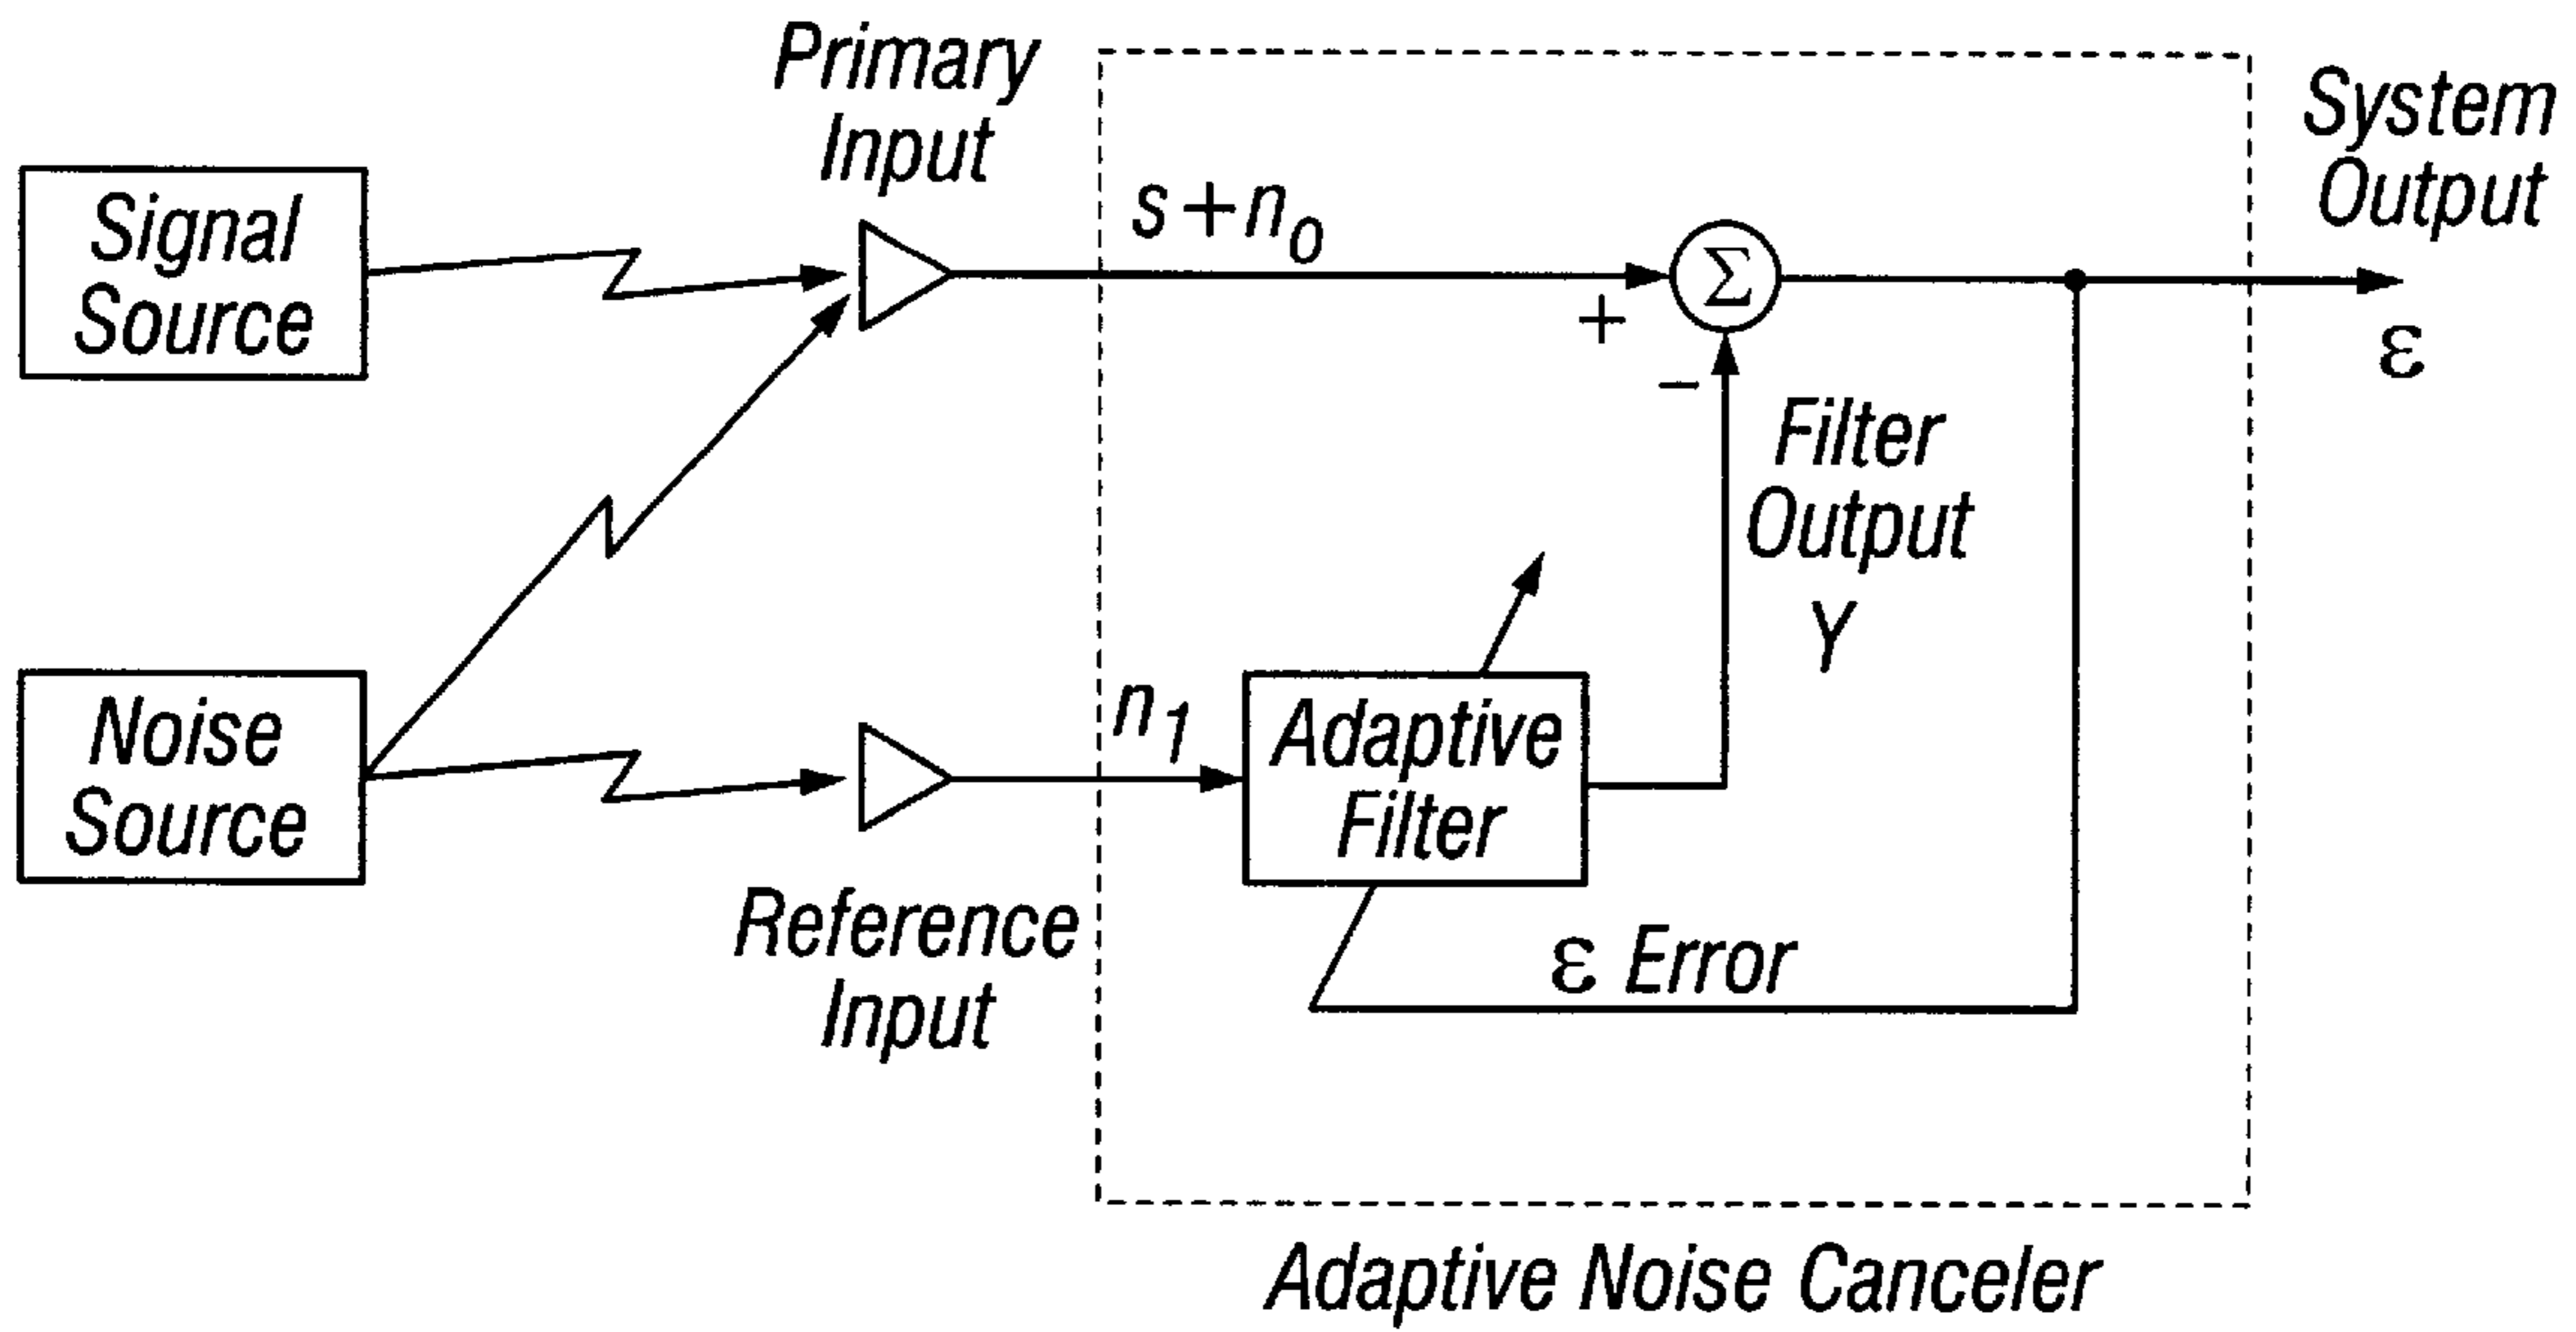 Primary
Input
System
Output
Signal
Source
s+n₀
Σ
+
−
ε
Filter
Output
Y
Noise
Source
n₁
Adaptive
Filter
Reference
Input
ε Error
Adaptive Noise Canceler